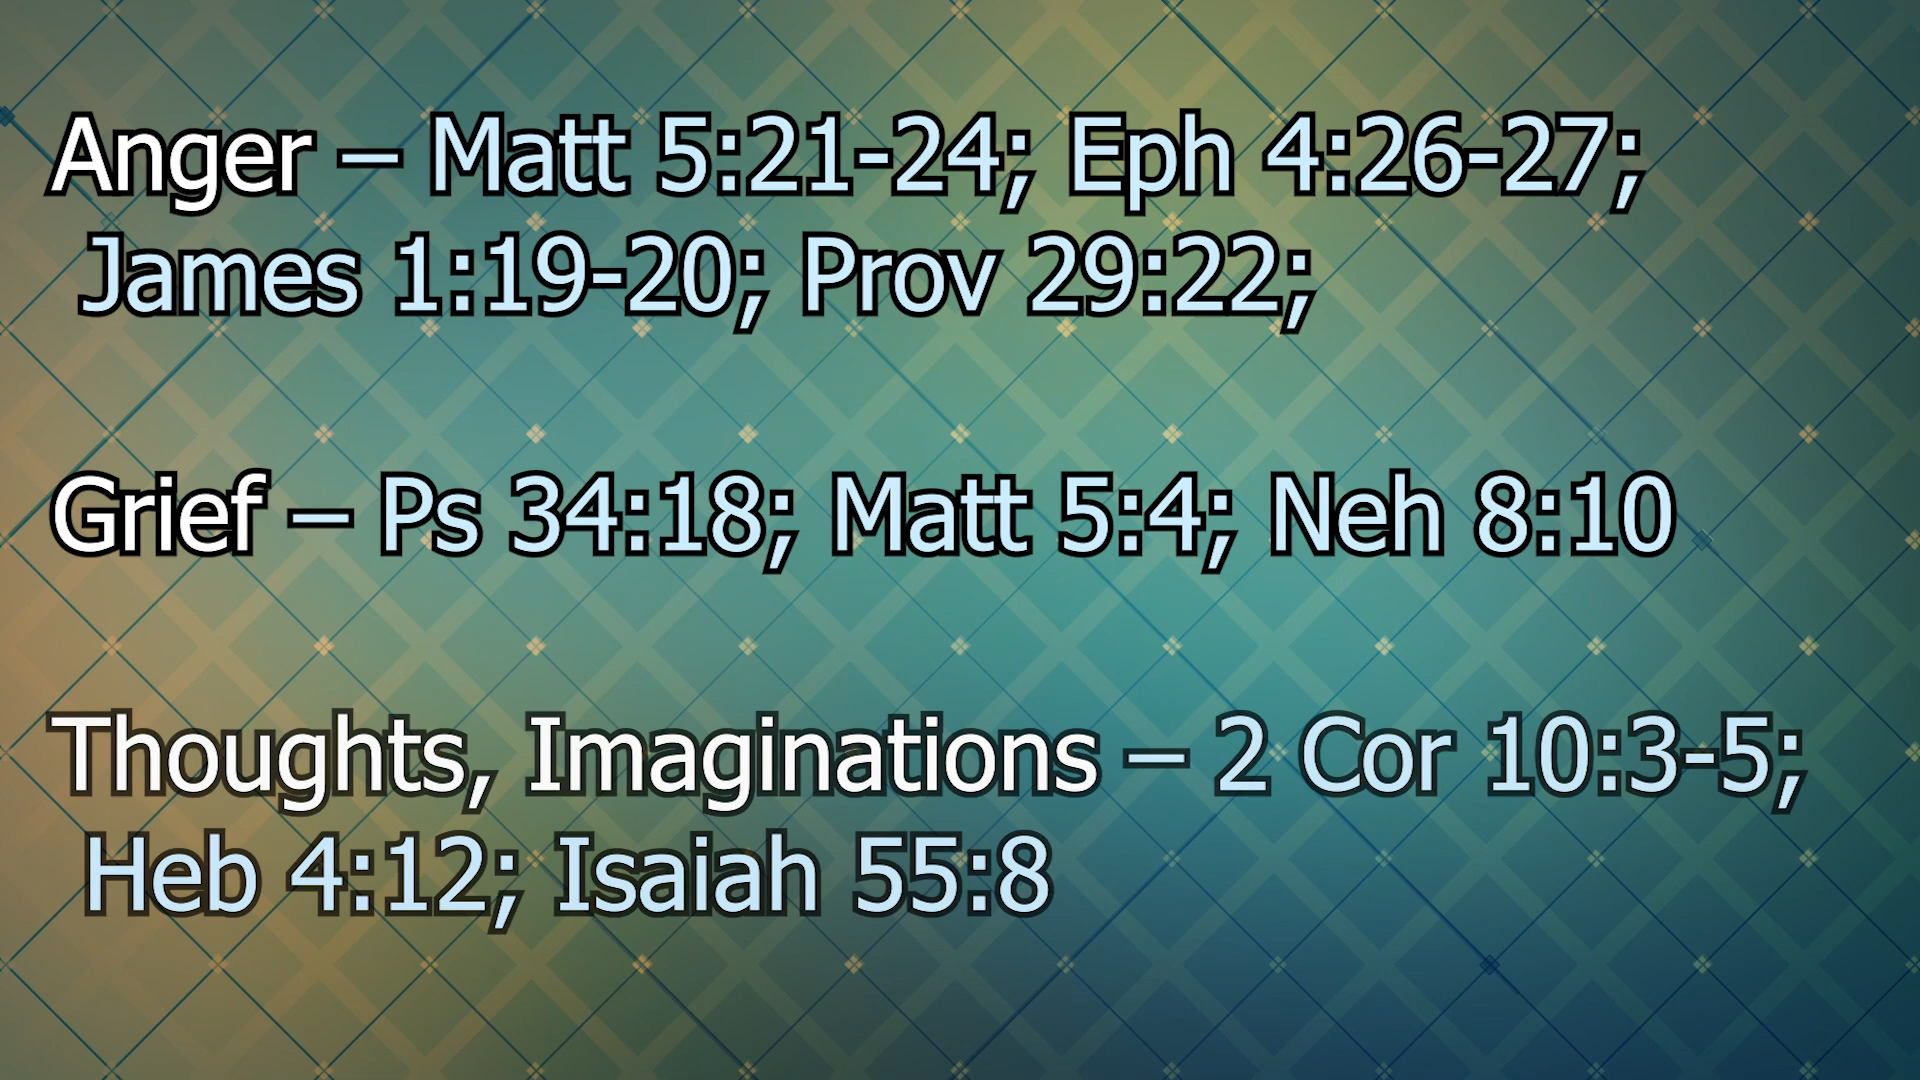 Anger – Matt 5:21-24; Eph 4:26-27;
James 1:19-20; Prov 29:22;
Grief – Ps 34:18; Matt 5:4; Neh 8:10
Thoughts, Imaginations – 2 Cor 10:3-5;
Heb 4:12; Isaiah 55:8